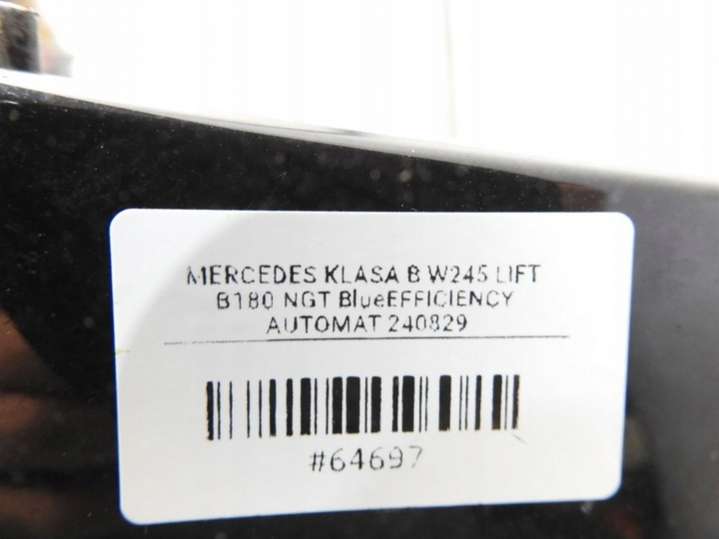 MERCEDES KLASA B W245 LIFT
B180 NGT BlueEFFICIENCY
AUTOMAT 240829
#64697